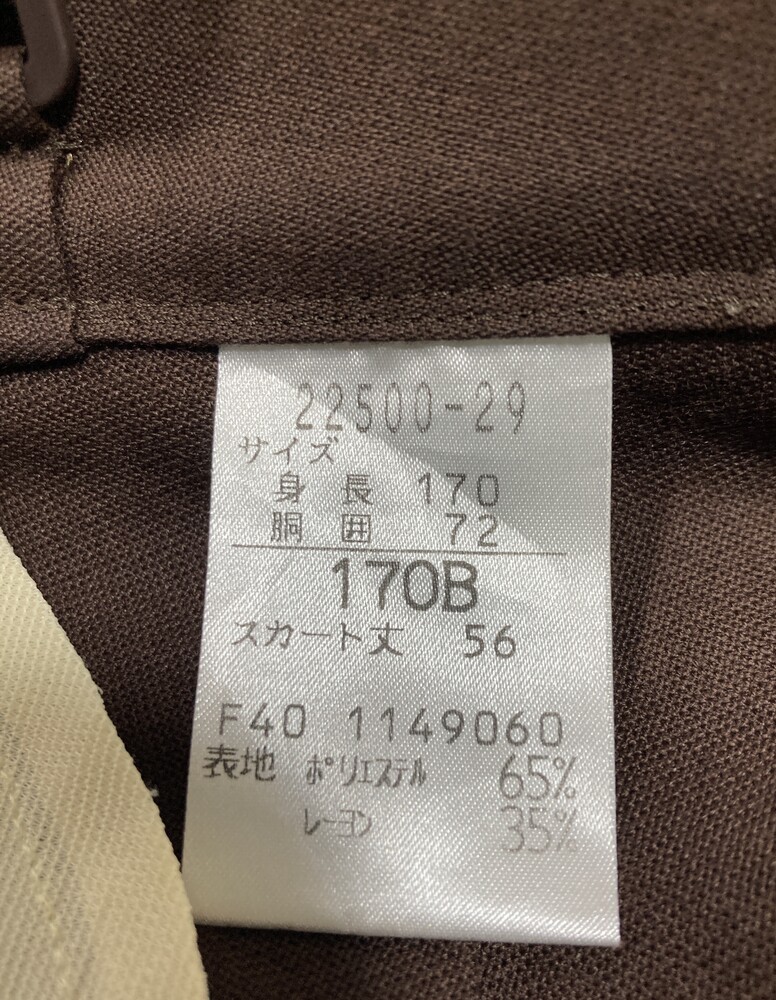 22500-29
サイズ
身長 170
胴囲 72
170B
スカート丈 56
F40 1149060
表地 ポリエステル 65%
レーヨン 35%